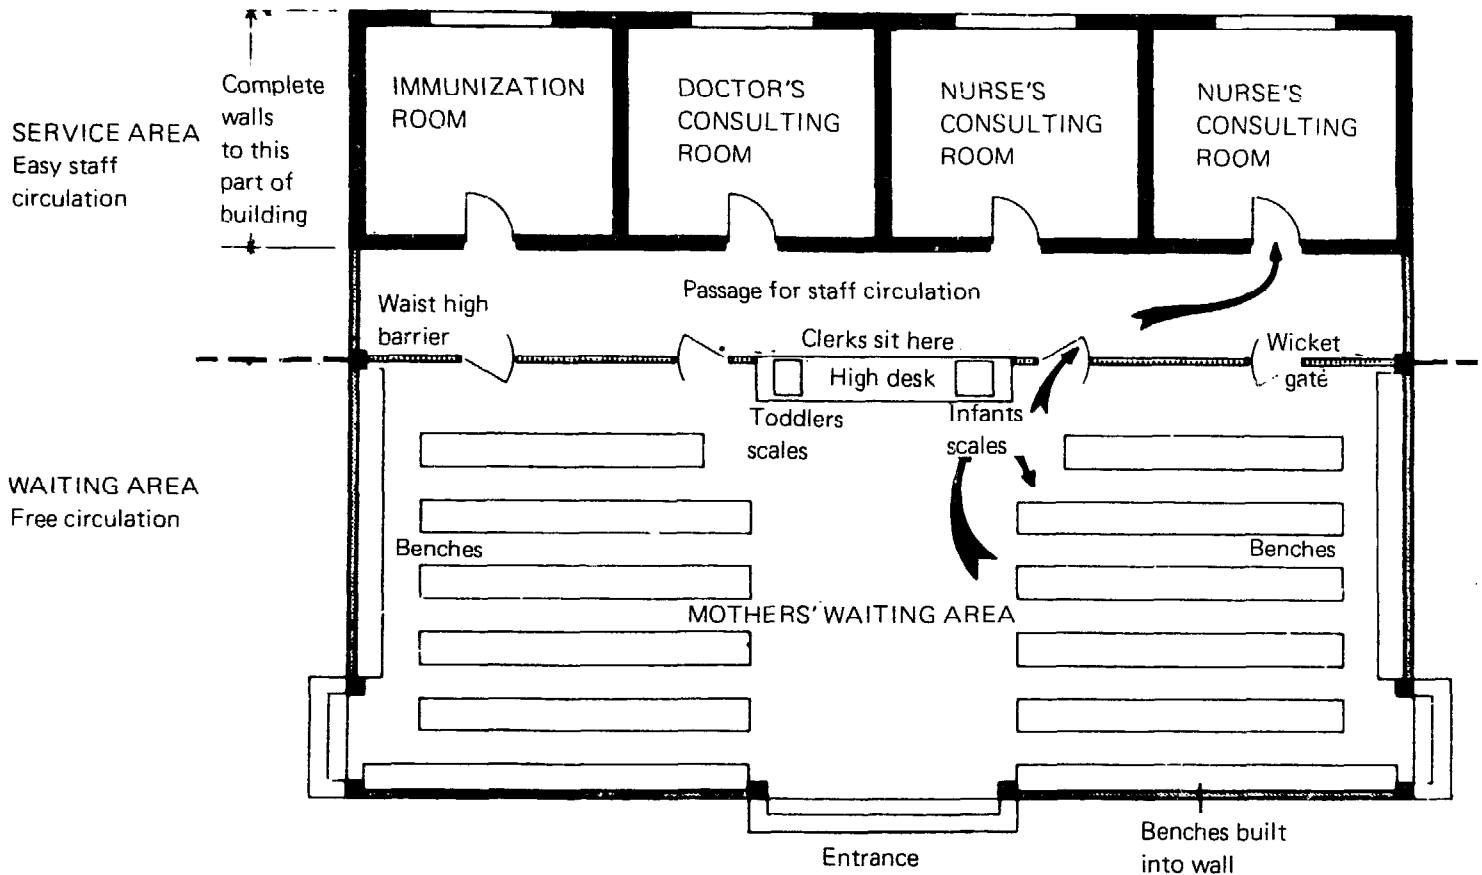 Complete
walls
to this
part of
building
SERVICE AREA
Easy staff
circulation
IMMUNIZATION
ROOM
DOCTOR'S
CONSULTING
ROOM
NURSE'S
CONSULTING
ROOM
NURSE'S
CONSULTING
ROOM
Passage for staff circulation
Waist high
barrier
Clerks sit here
High desk
Wicket
gate
Toddlers
scales
Infants
scales
WAITING AREA
Free circulation
Benches
Benches
MOTHERS' WAITING AREA
Entrance
Benches built
into wall